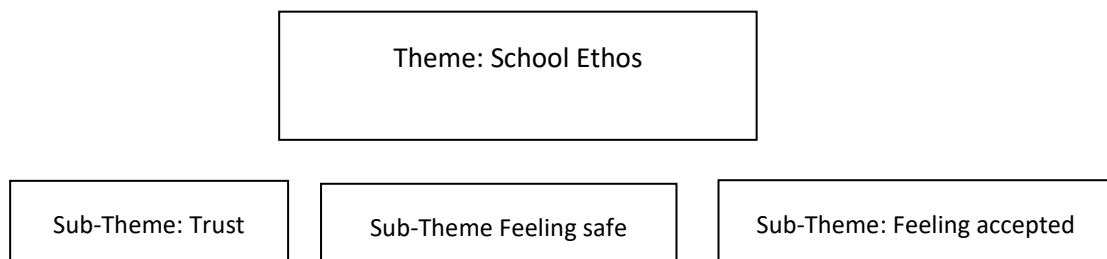 Theme: School Ethos
Sub-Theme: Trust
Sub-Theme Feeling safe
Sub-Theme: Feeling accepted